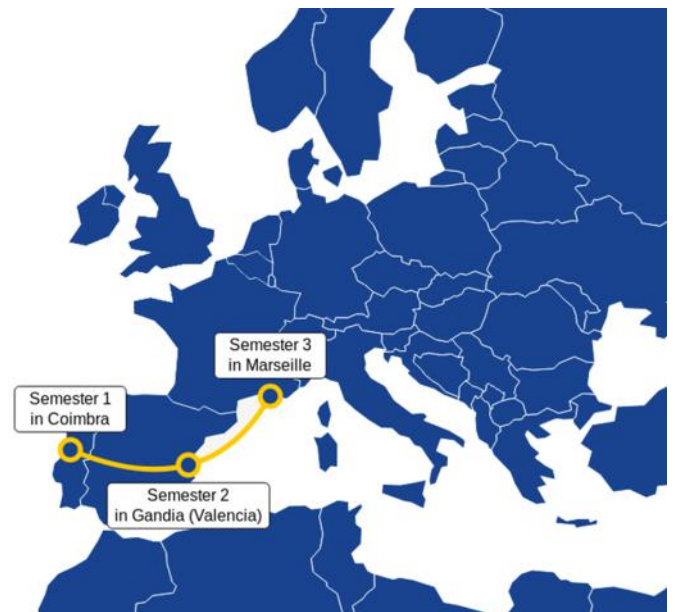 Semester 3
in Marseille
Semester 1
in Coimbra
Semester 2
in Gandia (Valencia)